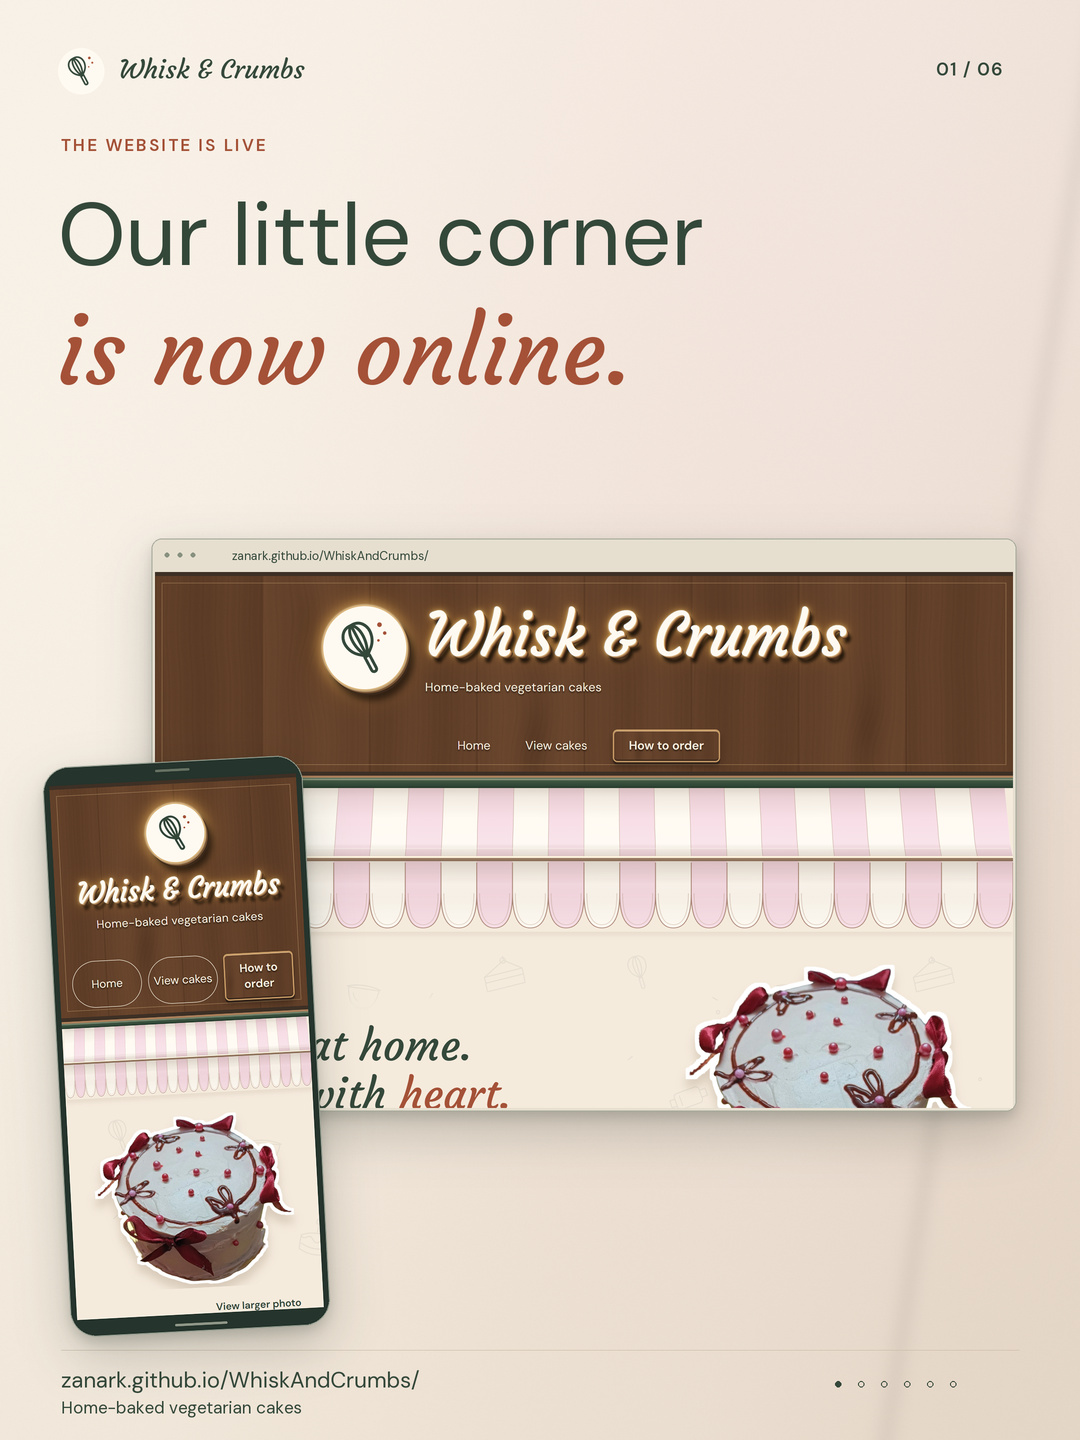 Whisk & Crumbs
01 / 06
THE WEBSITE IS LIVE
Our little corner
is now online.
zanark.github.io/WhiskAndCrumbs/
Whisk & Crumbs
Home-baked vegetarian cakes
Home
View cakes
How to order
at home.
with heart.
Whisk & Crumbs
Home-baked vegetarian cakes
Home
View cakes
How to
order
View larger photo
zanark.github.io/WhiskAndCrumbs/
Home-baked vegetarian cakes